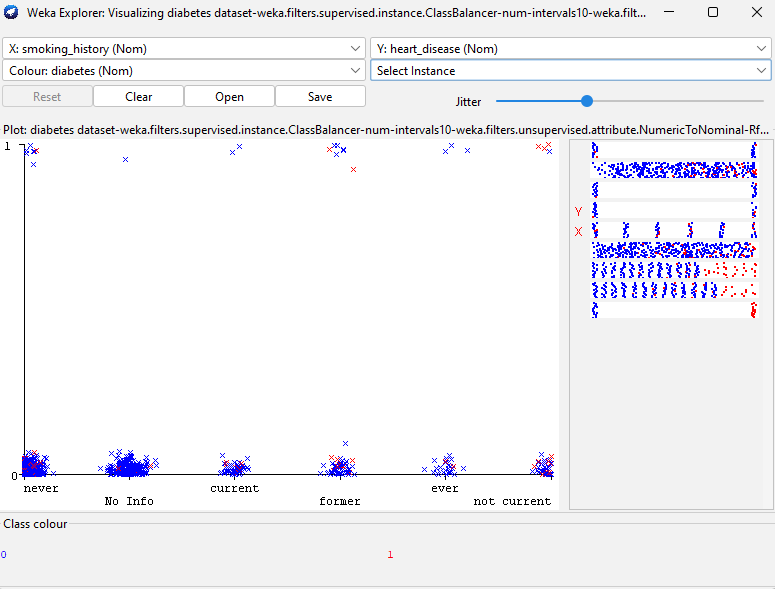 Weka Explorer: Visualizing diabetes dataset-weka.filters.supervised.instance.ClassBalancer-num-intervals10-weka.filt...
X: smoking_history (Nom) Y: heart_disease (Nom)
Colour: diabetes (Nom) Select Instance
Reset Clear Open Save Jitter
Plot: diabetes dataset-weka.filters.supervised.instance.ClassBalancer-num-intervals10-weka.filters.unsupervised.attribute.NumericToNominal-Rf...
1
Y
X
0
never current ever
No Info former not current
Class colour
0 1